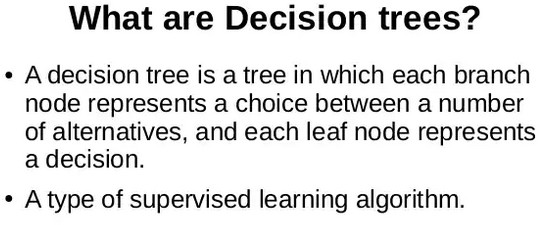 What are Decision trees?
• A decision tree is a tree in which each branch
node represents a choice between a number
of alternatives, and each leaf node represents
a decision.
• A type of supervised learning algorithm.